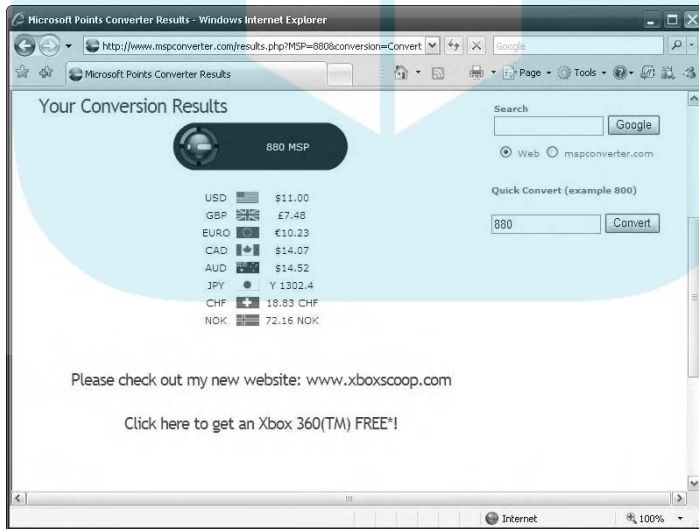 Microsoft Points Converter Results - Windows Internet Explorer
http://www.mspconverter.com/results.php?MSP=880&conversion=Convert
Google
Microsoft Points Converter Results
Page
Tools
Your Conversion Results
880 MSP
USD $11.00
GBP £7.48
EURO €10.23
CAD $14.07
AUD $14.52
JPY Y 1302.4
CHF 18.83 CHF
NOK 72.16 NOK
Please check out my new website: www.xboxscoop.com
Click here to get an Xbox 360(TM) FREE*!
Search
Google
Web mspconverter.com
Quick Convert (example 800)
880 Convert
Internet
100%